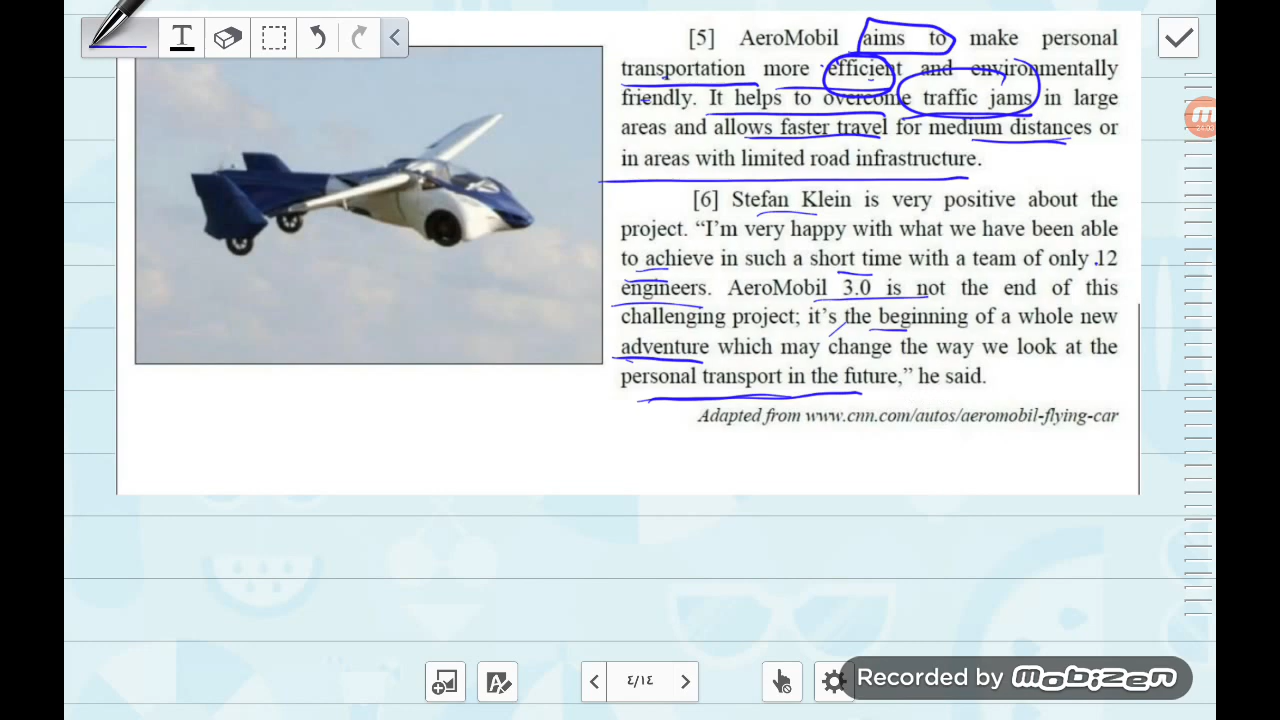 T
[5] AeroMobil aims to make personal
transportation more efficient and environmentally
friendly. It helps to overcome traffic jams in large
areas and allows faster travel for medium distances or
in areas with limited road infrastructure.
[6] Stefan Klein is very positive about the
project. “I’m very happy with what we have been able
to achieve in such a short time with a team of only 12
engineers. AeroMobil 3.0 is not the end of this
challenging project; it’s the beginning of a whole new
adventure which may change the way we look at the
personal transport in the future,” he said.
Adapted from www.cnn.com/autos/aeromobil-flying-car
٤/١٤
Recorded by mobizen